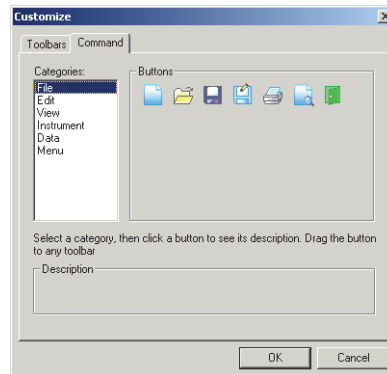 Customize
Toolbars
Command
Categories:
Buttons
File
Edit
View
Instrument
Data
Menu
Select a category, then click a button to see its description. Drag the button
to any toolbar
Description
OK
Cancel